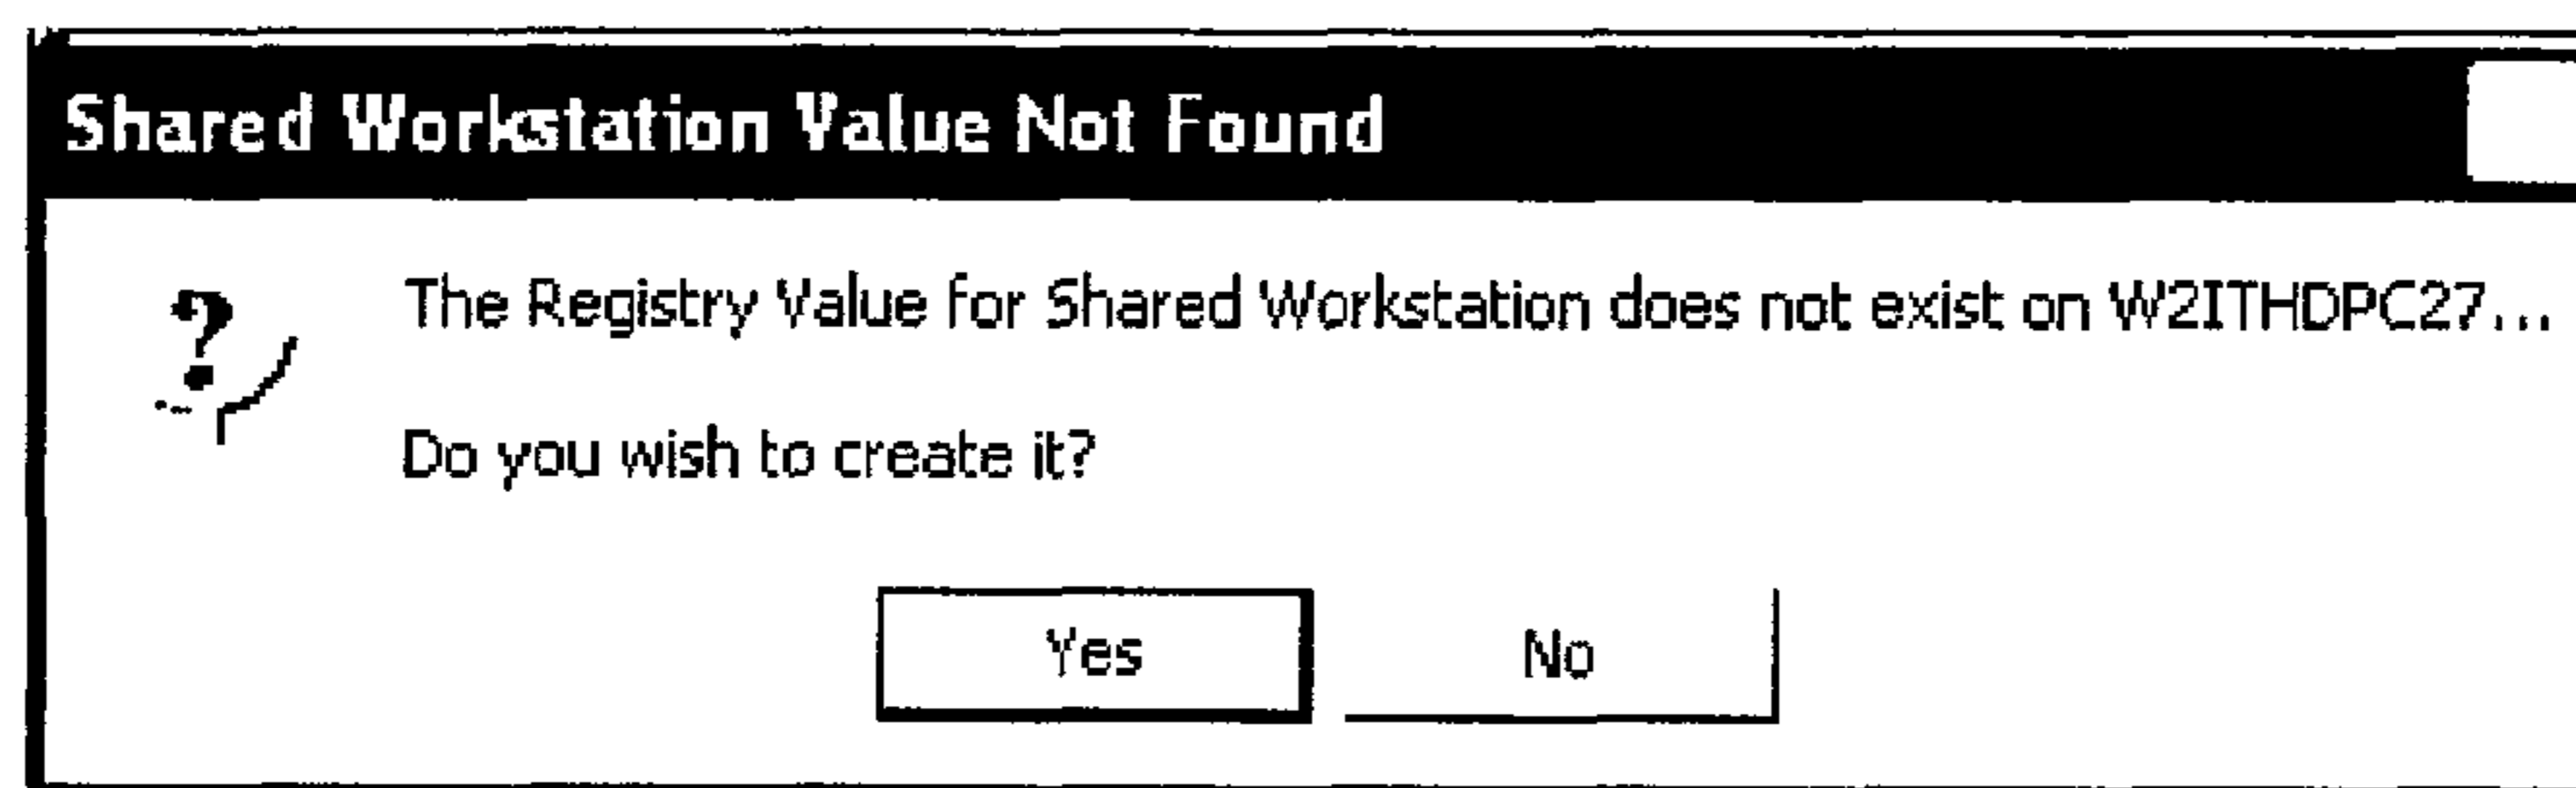 Shared Workstation Value Not Found
The Registry Value for Shared Workstation does not exist on W2ITHDPC27...
Do you wish to create it?
Yes No